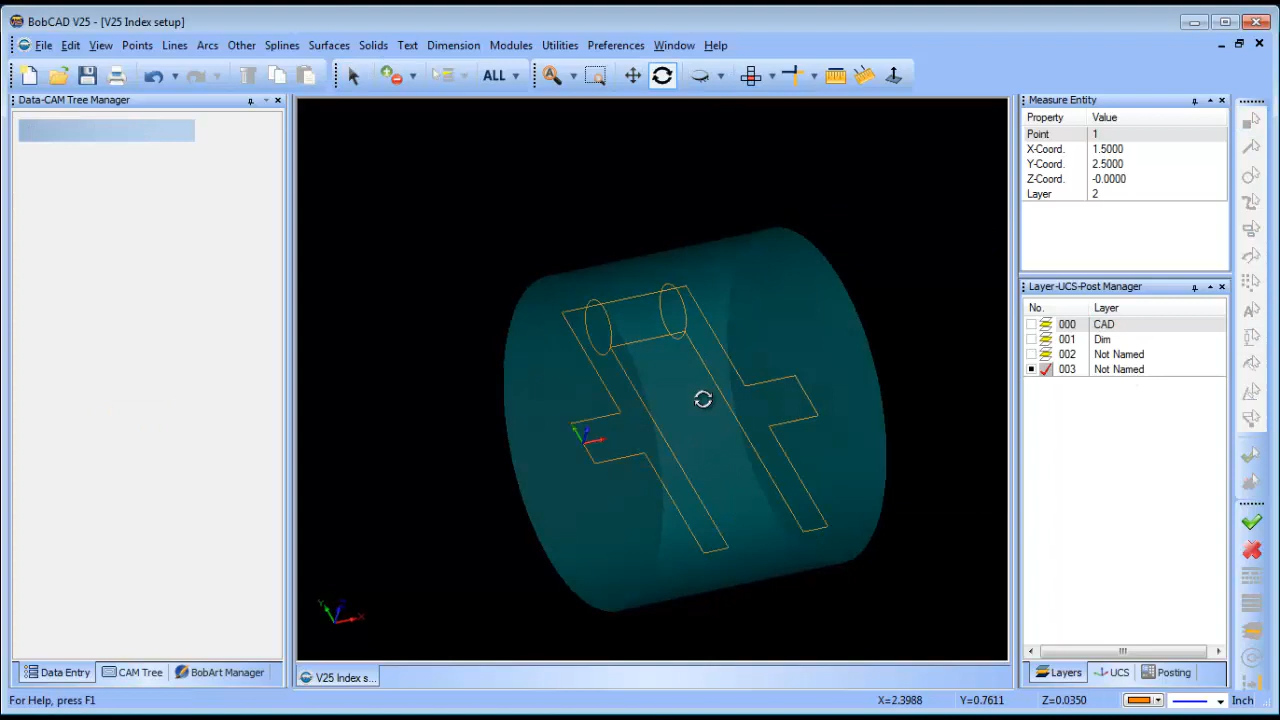 BobCAD V25 - [V25 Index setup]
File Edit View Points Lines Arcs Other Splines Surfaces Solids Text Dimension Modules Utilities Preferences Window Help
ALL
Data-CAM Tree Manager
Measure Entity
Property Value
Point 1
X-Coord. 1.5000
Y-Coord. 2.5000
Z-Coord. -0.0000
Layer 2
Layer-UCS-Post Manager
No. Layer
000 CAD
001 Dim
002 Not Named
003 Not Named
Y Z X
Data Entry CAM Tree BobArt Manager
V25 Index s...
Layers UCS Posting
For Help, press F1
X=2.3988 Y=0.7611 Z=0.0350 Inch